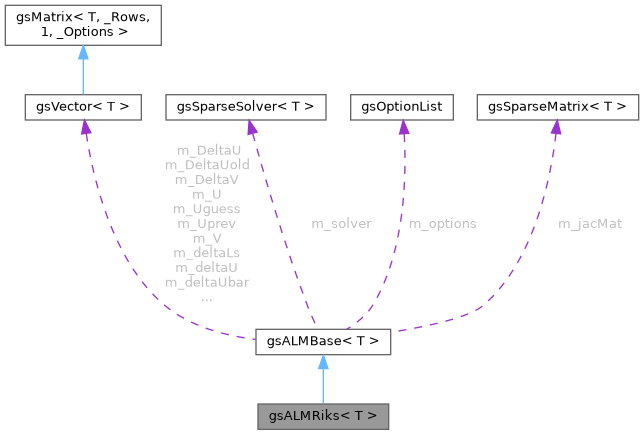 gsMatrix< T, _Rows,
1, _Options >
gsVector< T >
gsSparseSolver< T >
gsOptionList
gsSparseMatrix< T >
m_DeltaU
m_DeltaUold
m_DeltaV
m_U
m_Uguess
m_Uprev
m_V
m_deltaLs
m_deltaU
m_deltaUbar
...
m_solver
m_options
m_jacMat
gsALMBase< T >
gsALMRiks< T >